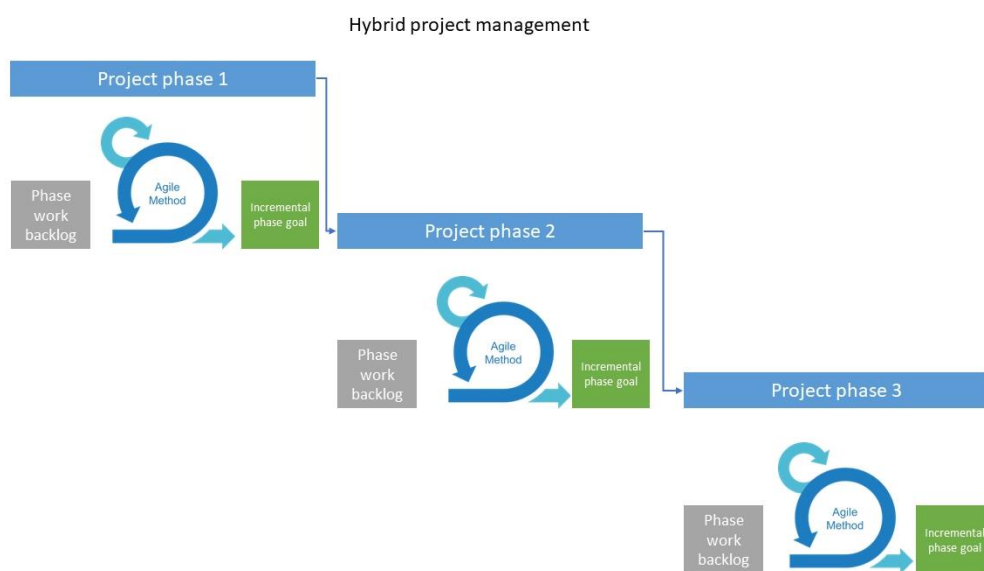 Hybrid project management
Project phase 1
Phase
work
backlog
Agile
Method
Incremental
phase goal
Project phase 2
Phase
work
backlog
Agile
Method
Incremental
phase goal
Project phase 3
Phase
work
backlog
Agile
Method
Incremental
phase goal